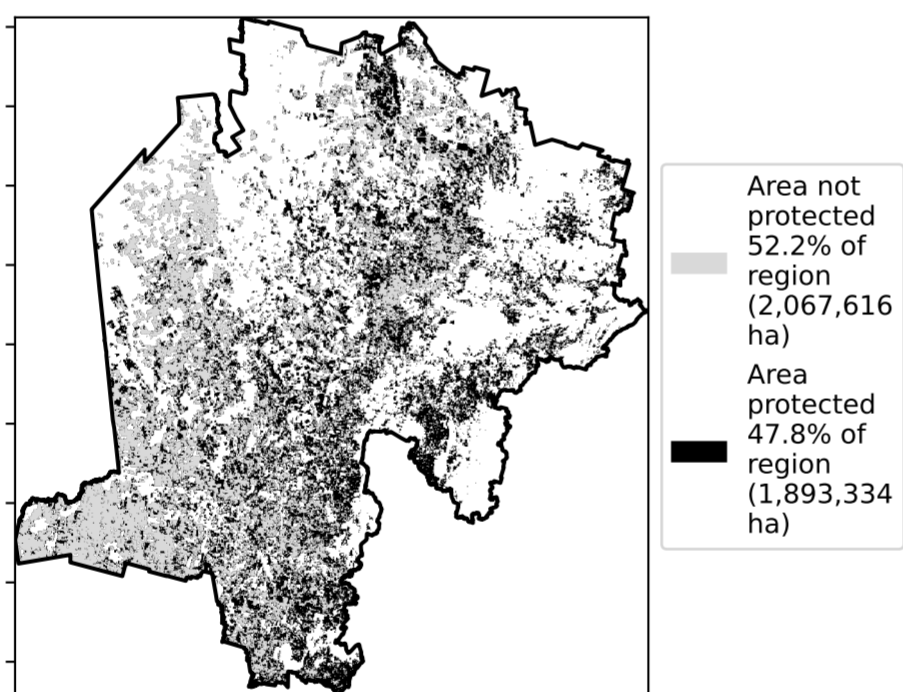 Area not
protected
52.2% of
region
(2,067,616
ha)
Area
protected
47.8% of
region
(1,893,334
ha)